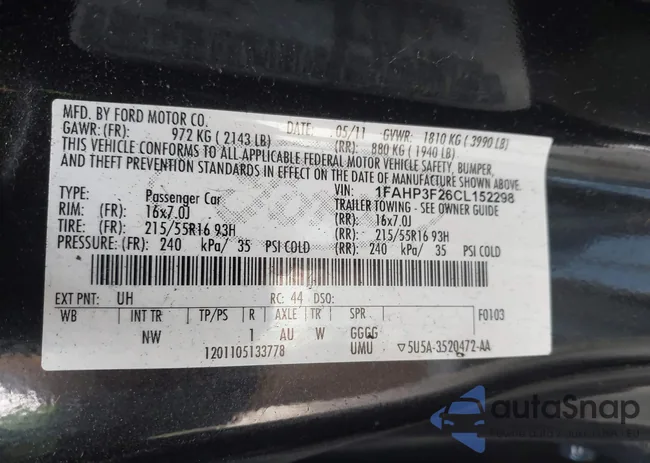 MFD. BY FORD MOTOR CO.
DATE: 05/11 GVWR: 1810 KG ( 3990 LB)
GAWR: (FR) 972 KG ( 2143 LB) (RR) 880 KG ( 1940 LB)
THIS VEHICLE CONFORMS TO ALL APPLICABLE FEDERAL MOTOR VEHICLE SAFETY, BUMPER,
AND THEFT PREVENTION STANDARDS IN EFFECT ON THE DATE OF MANUFACTURE SHOWN ABOVE.
VIN: 1FAHP3F26CL152298
TYPE: Passenger Car TRAILER TOWING - SEE OWNER GUIDE
RIM: (FR) 16x7.0J (RR) 16x7.0J
TIRE: (FR) 215/55R16 93H (RR) 215/55R16 93H
PRESSURE: (FR) 240 kPa/ 35 PSI COLD (RR) 240 kPa/ 35 PSI COLD
EXT PNT: UH RC: 44 DSO:
WB INT TR TP/PS R AXLE TR SPR F0103
NW 1 AU W GGGG
1201105133778 UMU ▽5U5A-3520472-AA
autoSnap